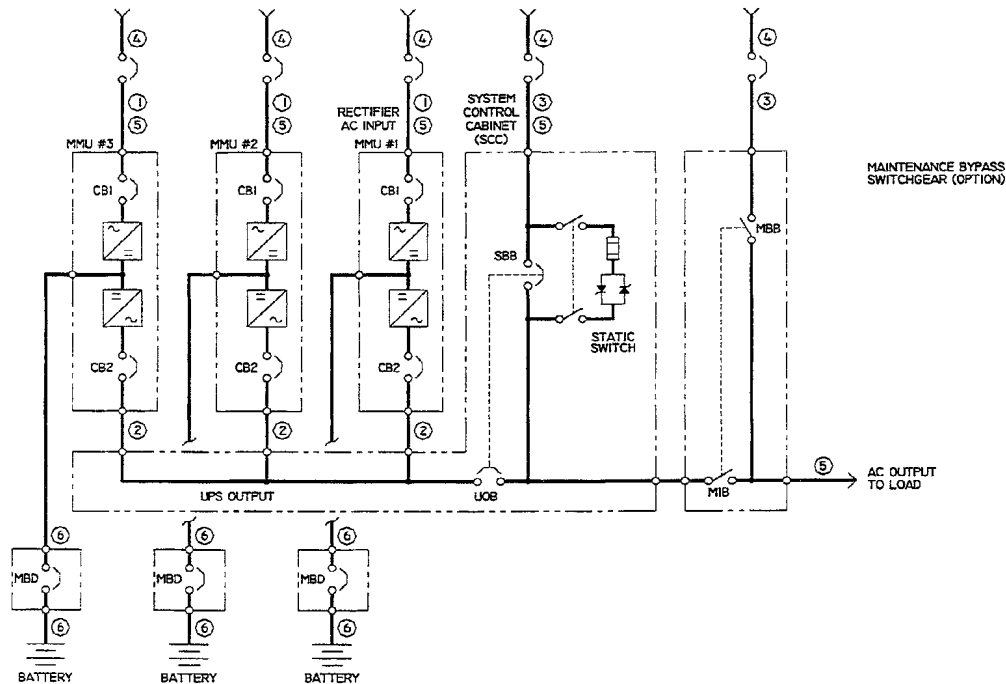 ④ ④ ④ ④ ④
① ① ① ③ ③
⑤ ⑤ ⑤ ⑤
RECTIFIER
AC INPUT
SYSTEM
CONTROL
CABINET
(SCC)
MMU #3
MMU #2
MMU #1
MAINTENANCE BYPASS
SWITCHGEAR (OPTION)
CB1
CB1
CB1
MBB
SBB
STATIC
SWITCH
CB2
CB2
CB2
② ② ②
UPS OUTPUT
UOB
MIB
⑤
AC OUTPUT
TO LOAD
⑥ ⑥ ⑥
MBD
MBD
MBD
⑥ ⑥ ⑥
BATTERY
BATTERY
BATTERY